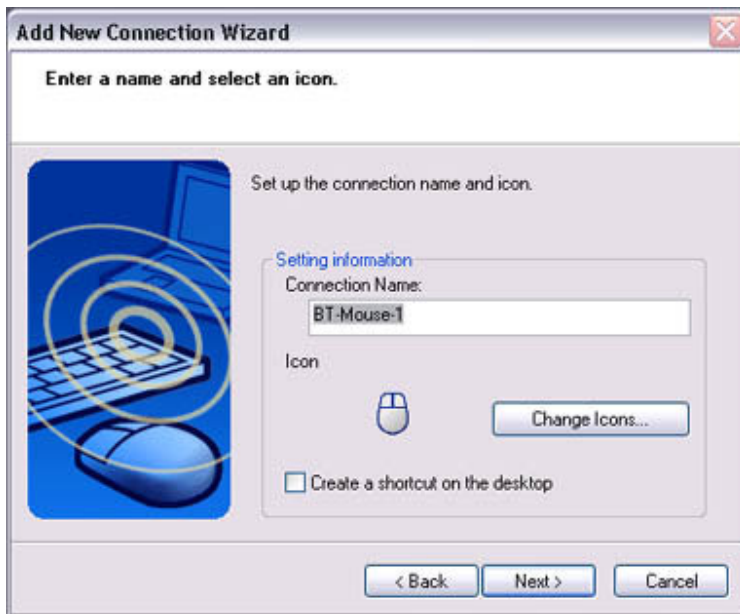 Add New Connection Wizard
Enter a name and select an icon.
Set up the connection name and icon.
Setting information
Connection Name:
BT-Mouse-1
Icon
Change Icons...
Create a shortcut on the desktop
< Back Next > Cancel